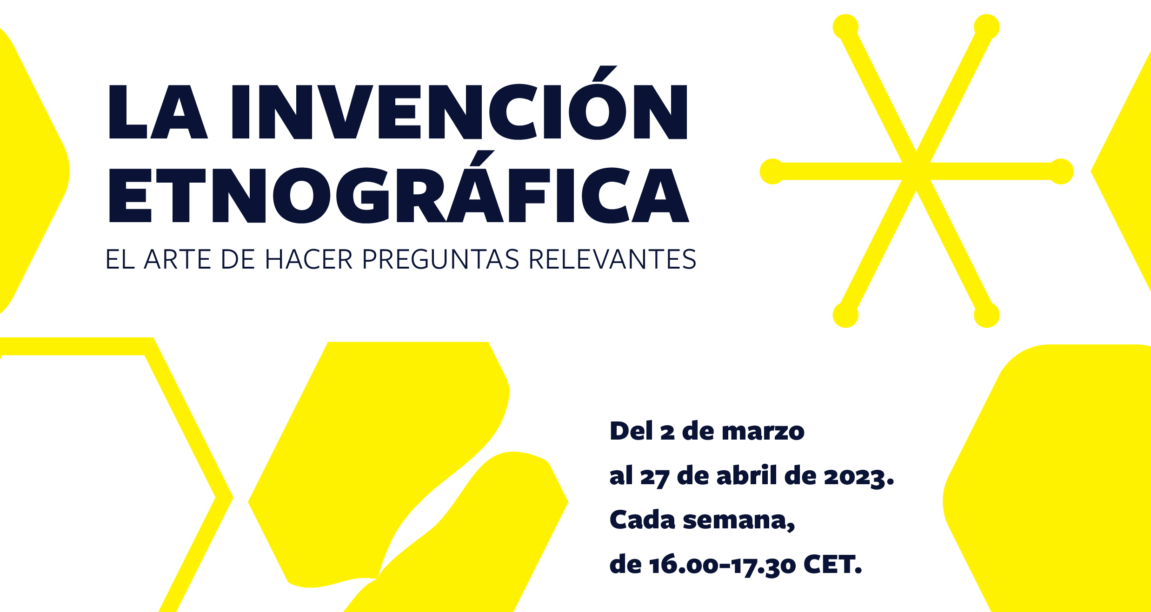 LA INVENCIÓN
ETNOGRÁFICA
EL ARTE DE HACER PREGUNTAS RELEVANTES
Del 2 de marzo
al 27 de abril de 2023.
Cada semana,
de 16.00-17.30 CET.